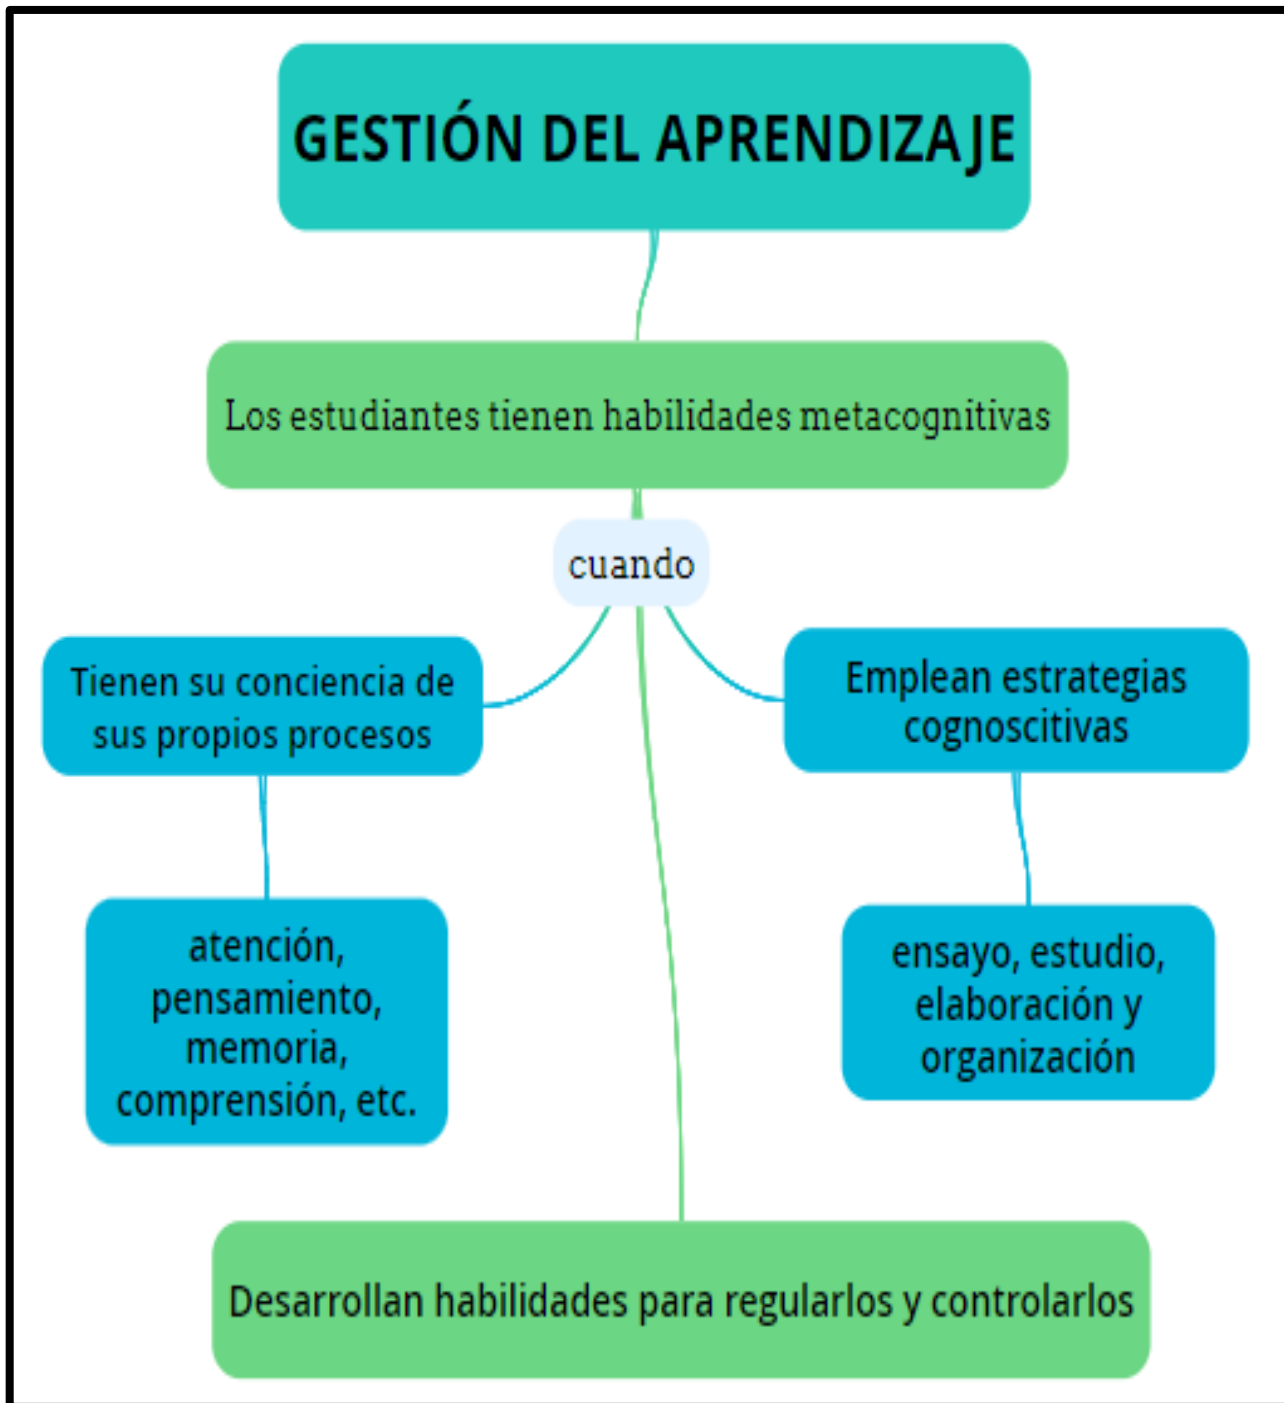 GESTIÓN DEL APRENDIZAJE
Los estudiantes tienen habilidades metacognitivas
cuando
Tienen su conciencia de
sus propios procesos
Emplean estrategias
cognoscitivas
atención,
pensamiento,
memoria,
comprensión, etc.
ensayo, estudio,
elaboración y
organización
Desarrollan habilidades para regularlos y controlarlos